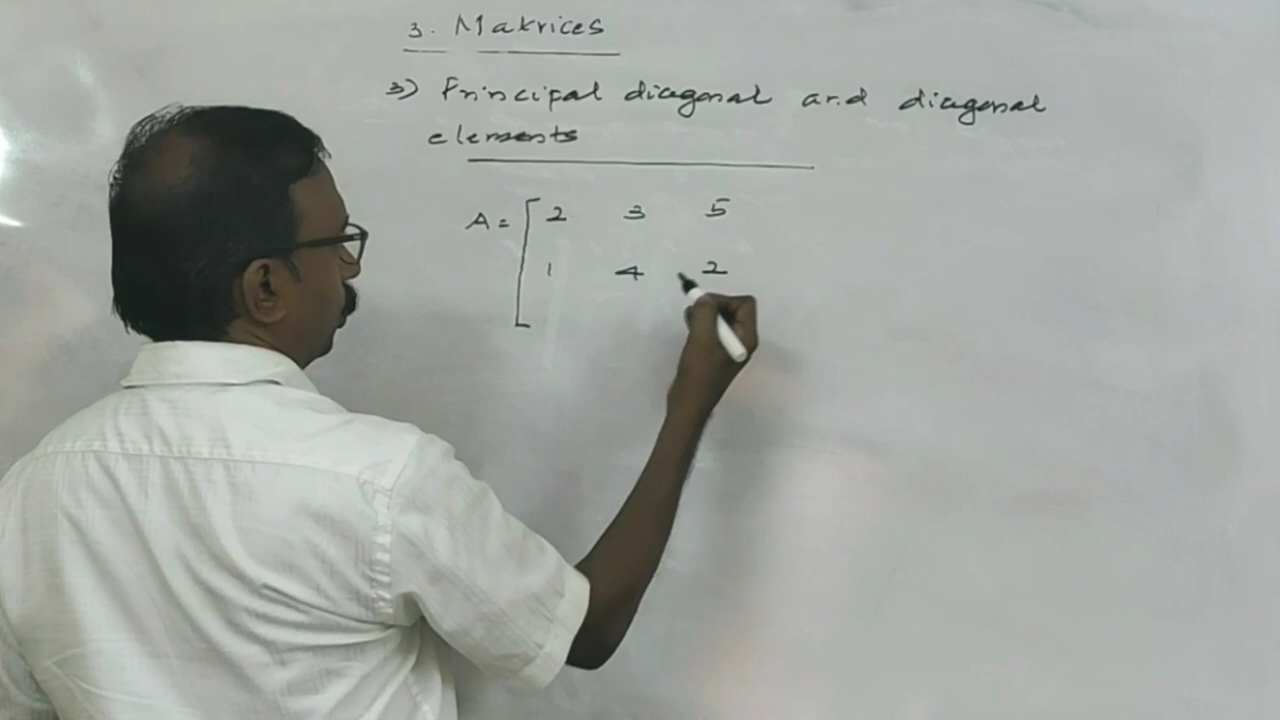 3. Matrices
3) Principal diagonal and diagonal
elements
A = [ 2 3 5
1 4 2